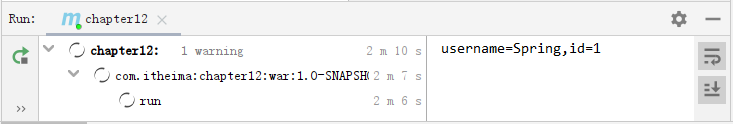 Run: chapter12
chapter12: 1 warning 2 m 10 s
com.itheima:chapter12:war:1.0-SNAPSHO 2 m 7 s
run 2 m 6 s
username=Spring,id=1